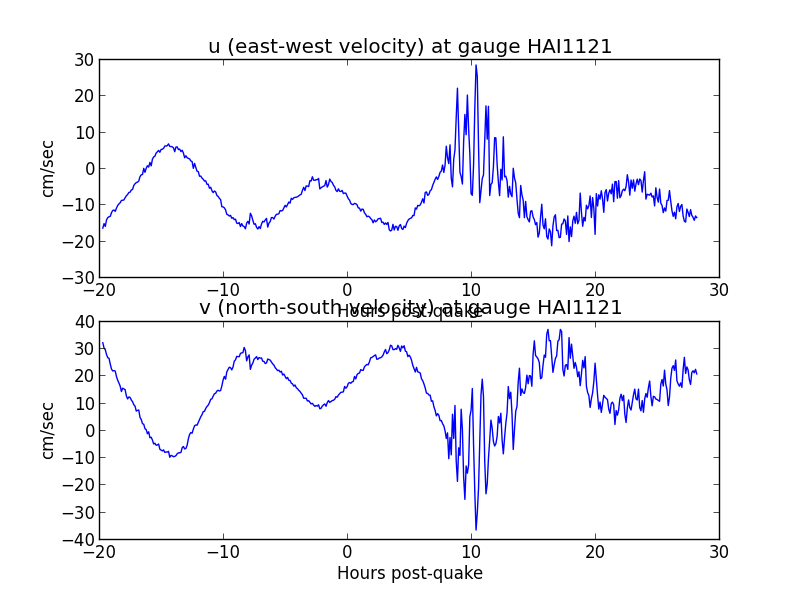 u (east-west velocity) at gauge HAI1121
30
20
10
0
−10
−20
−30
cm/sec
−20 −10 0 10 20 30
Hours post-quake
v (north-south velocity) at gauge HAI1121
40
30
20
10
0
−10
−20
−30
−40
cm/sec
−20 −10 0 10 20 30
Hours post-quake